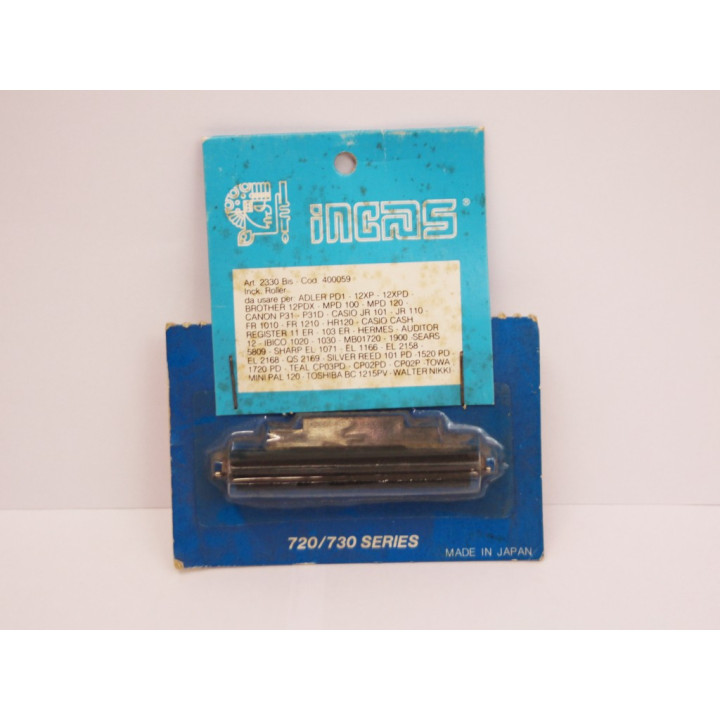 incas®
Art. 2330 Bis - Cod. 400059 -
Inck. Roller..
da usare per: ADLER PD1 - 12XP - 12XPD -
BROTHER 12PDX - MPD 100 - MPD 120 -
CANON P31 - P31D - CASIO JR 101 - JR 110 -
FR 1010 - FR 1210 - HR120 - CASIO CASH
REGISTER 11 ER - 103 ER - HERMES - AUDITOR
12 - IBICO 1020 - 1030 - MB01720 - 1900 SEARS
5809 - SHARP EL 1071 - EL 1166 - EL 2158 -
EL 2168 - QS 2169 - SILVER REED 101 PD -1520 PD -
1720 PD - TEAL CP03PD - CP02PD - CP02P TOWA
MINI PAL 120 - TOSHIBA BC 1215PV - WALTER NIKKI -
720/730 SERIES
MADE IN JAPAN